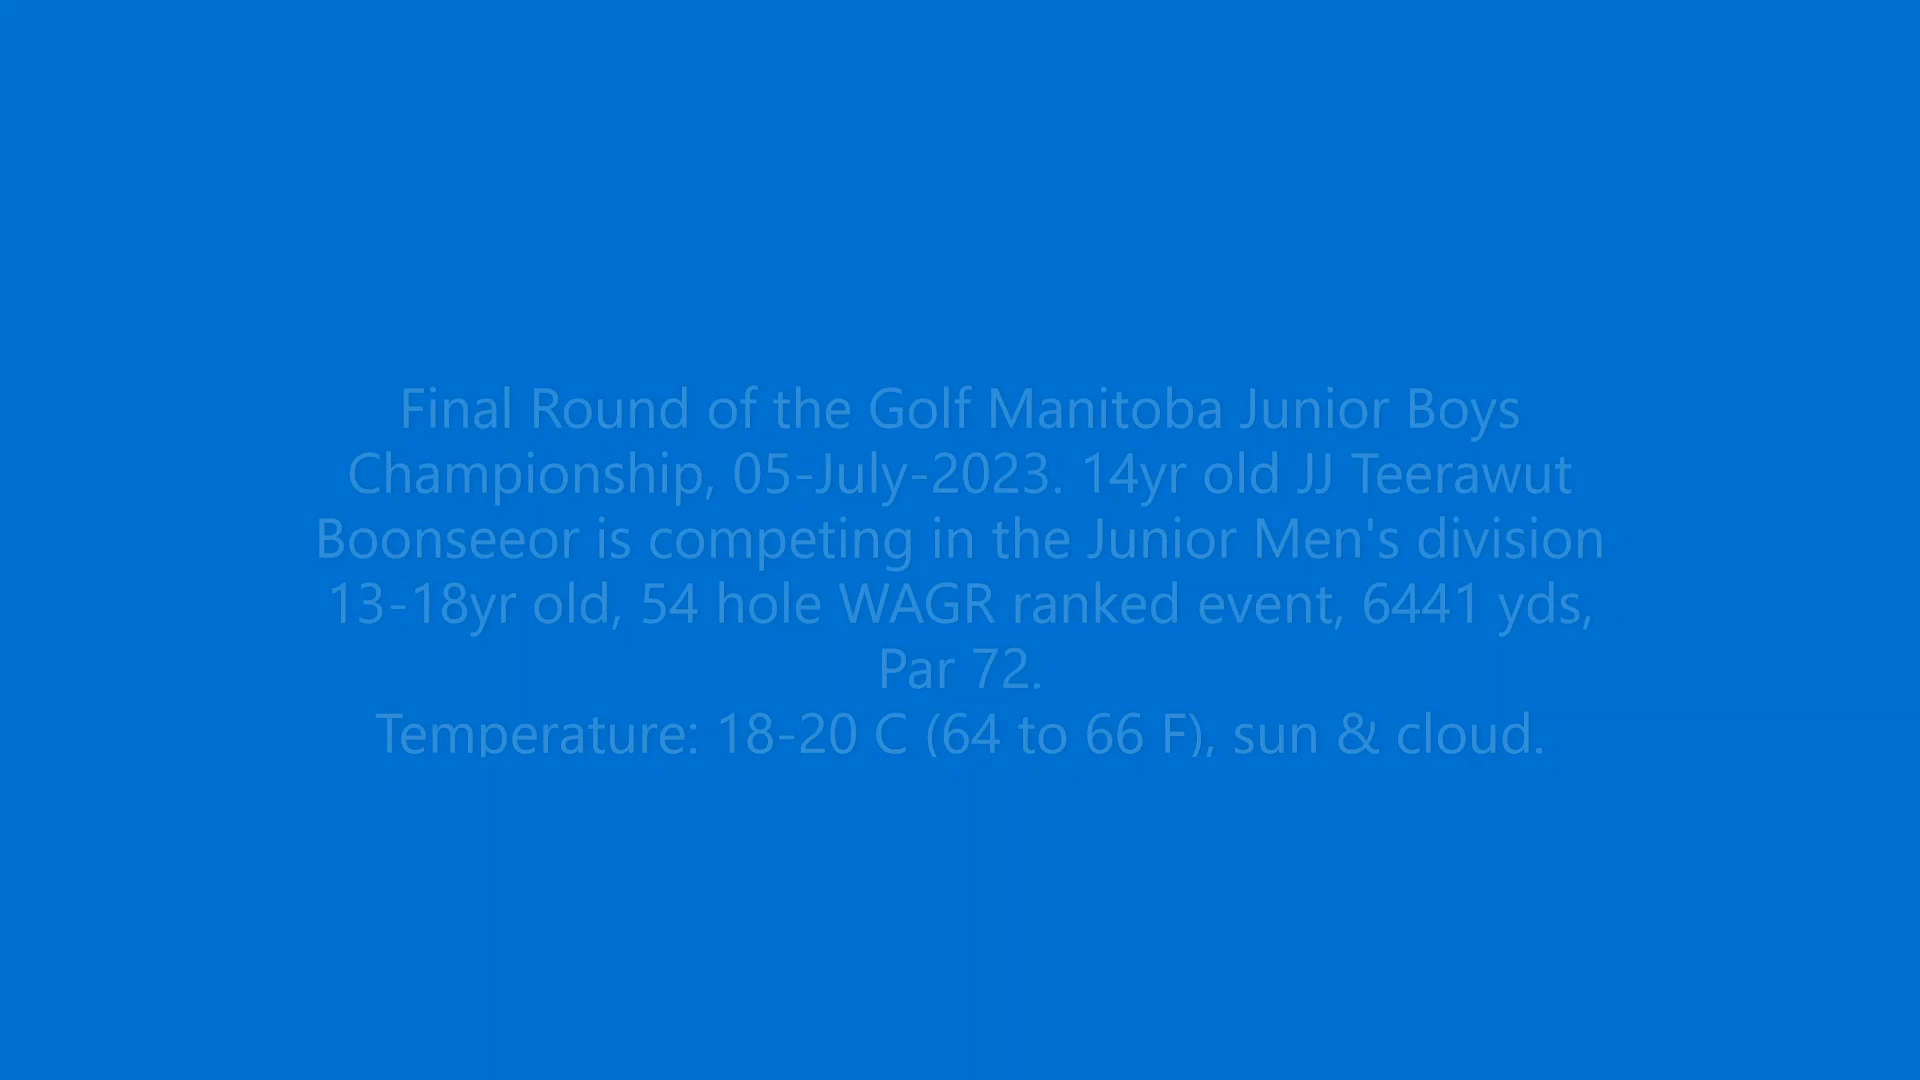 Final Round of the Golf Manitoba Junior Boys
Championship, 05-July-2023. 14yr old JJ Teerawut
Boonseeor is competing in the Junior Men's division
13-18yr old, 54 hole WAGR ranked event, 6441 yds,
Par 72.
Temperature: 18-20 C (64 to 66 F), sun & cloud.